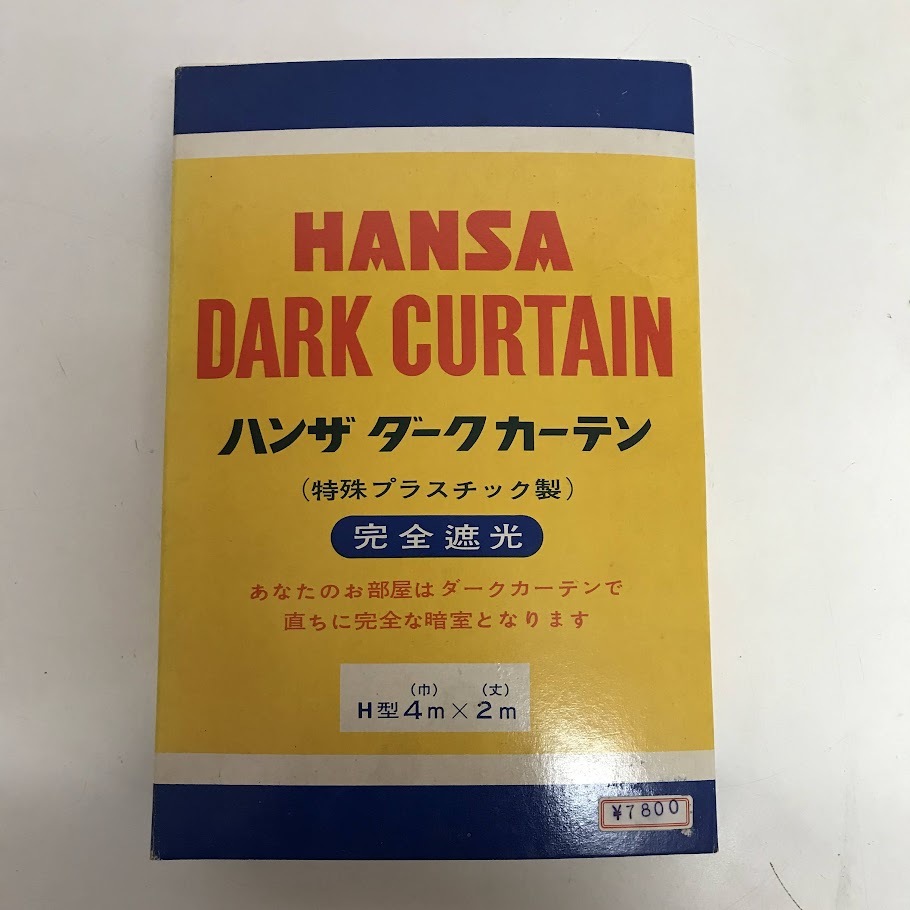 HANSA
DARK CURTAIN
ハンザ ダークカーテン
(特殊プラスチック製)
完全遮光
あなたのお部屋はダークカーテンで
直ちに完全な暗室となります
(巾) (丈)
H型4m×2m
¥7800